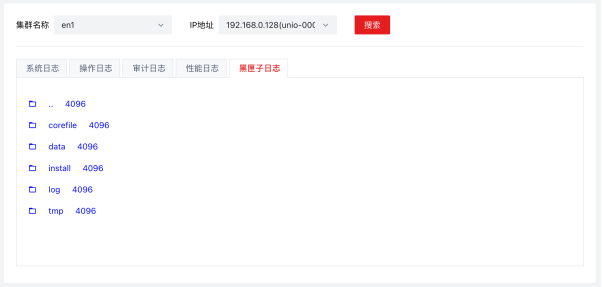 集群名称 en1 IP地址 192.168.0.128(unio-000 搜索
系统日志 操作日志 审计日志 性能日志 黑匣子日志
.. 4096
corefile 4096
data 4096
install 4096
log 4096
tmp 4096